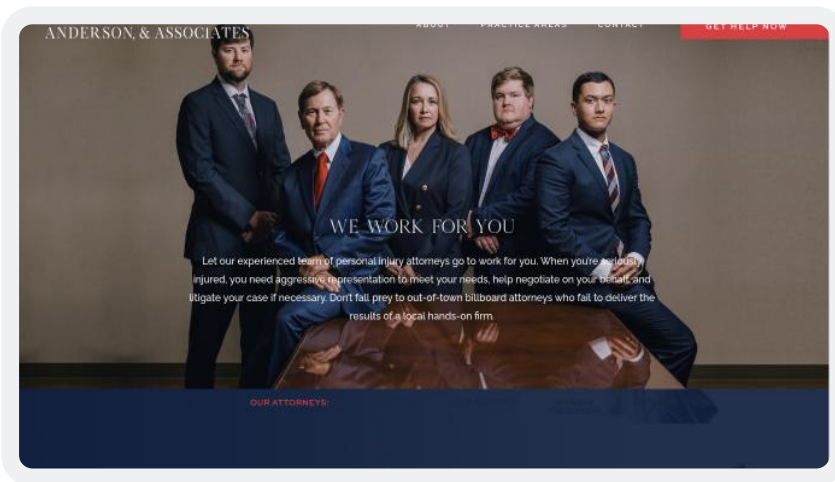 ANDERSON, & ASSOCIATES
ABOUT PRACTICE AREAS CONTACT GET HELP NOW
WE WORK FOR YOU
Let our experienced team of personal injury attorneys go to work for you. When you're seriously
injured, you need aggressive representation to meet your needs, help negotiate on your behalf, and
litigate your case if necessary. Don't fall prey to out-of-town billboard attorneys who fail to deliver the
results of a local hands-on firm.
OUR ATTORNEYS: